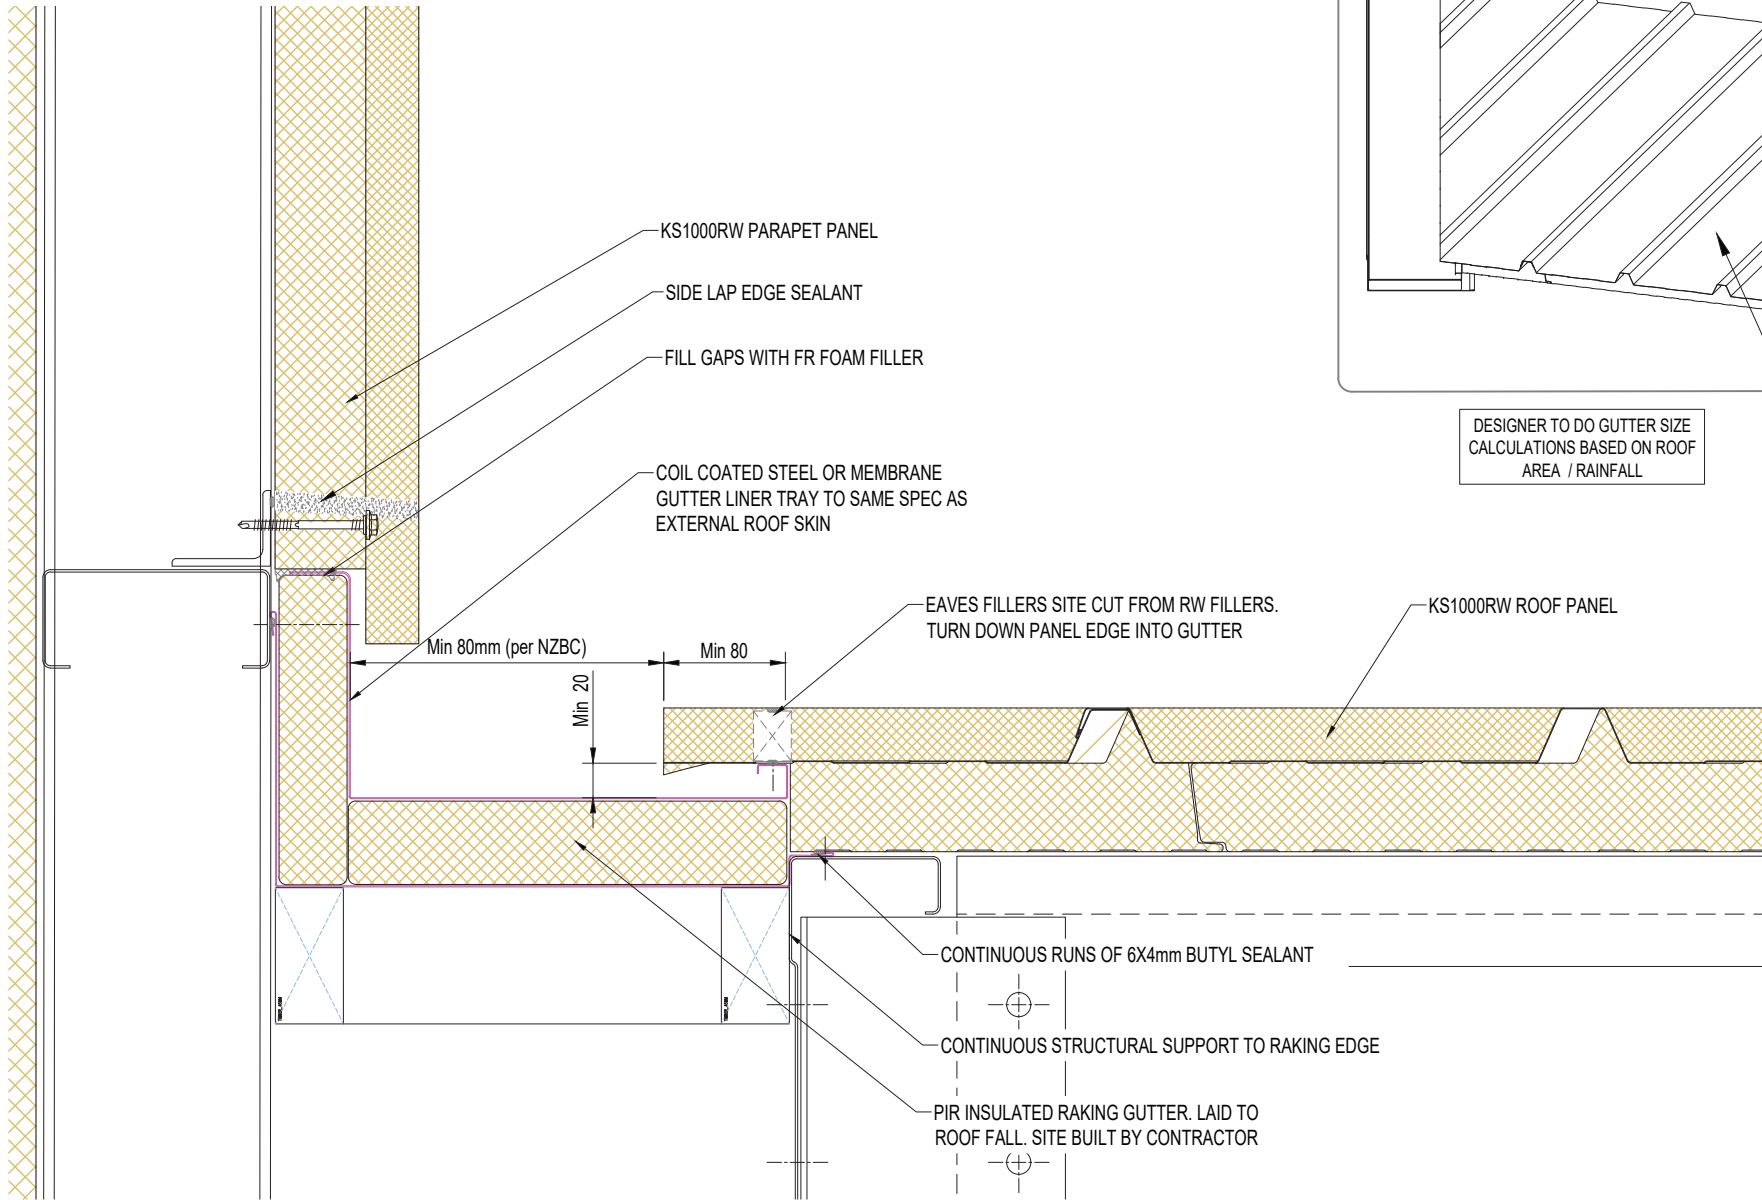 KS1000RW PARAPET PANEL
SIDE LAP EDGE SEALANT
FILL GAPS WITH FR FOAM FILLER
DESIGNER TO DO GUTTER SIZE
CALCULATIONS BASED ON ROOF
AREA / RAINFALL
COIL COATED STEEL OR MEMBRANE
GUTTER LINER TRAY TO SAME SPEC AS
EXTERNAL ROOF SKIN
EAVES FILLERS SITE CUT FROM RW FILLERS.
TURN DOWN PANEL EDGE INTO GUTTER
KS1000RW ROOF PANEL
Min 80mm (per NZBC)
Min 80
Min 20
CONTINUOUS RUNS OF 6X4mm BUTYL SEALANT
CONTINUOUS STRUCTURAL SUPPORT TO RAKING EDGE
PIR INSULATED RAKING GUTTER. LAID TO
ROOF FALL. SITE BUILT BY CONTRACTOR